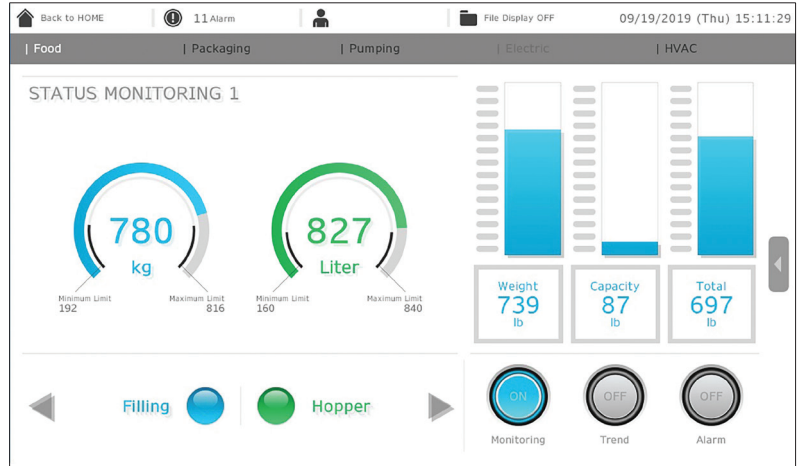 Back to HOME
11 Alarm
File Display OFF
09/19/2019 (Thu) 15:11:29
| Food
| Packaging
| Pumping
| Electric
| HVAC
STATUS MONITORING 1
780
kg
Minimum Limit
192
Maximum Limit
816
827
Liter
Minimum Limit
160
Maximum Limit
840
Weight
739
lb
Capacity
87
lb
Total
697
lb
Filling
Hopper
ON
Monitoring
OFF
Trend
OFF
Alarm